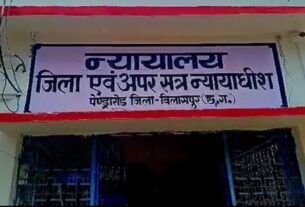 न्यायालय
जिला एवं अपर सत्र न्यायाधीश
पेण्ड्रारोड जिला-बिलासपुर (छ.ग.)